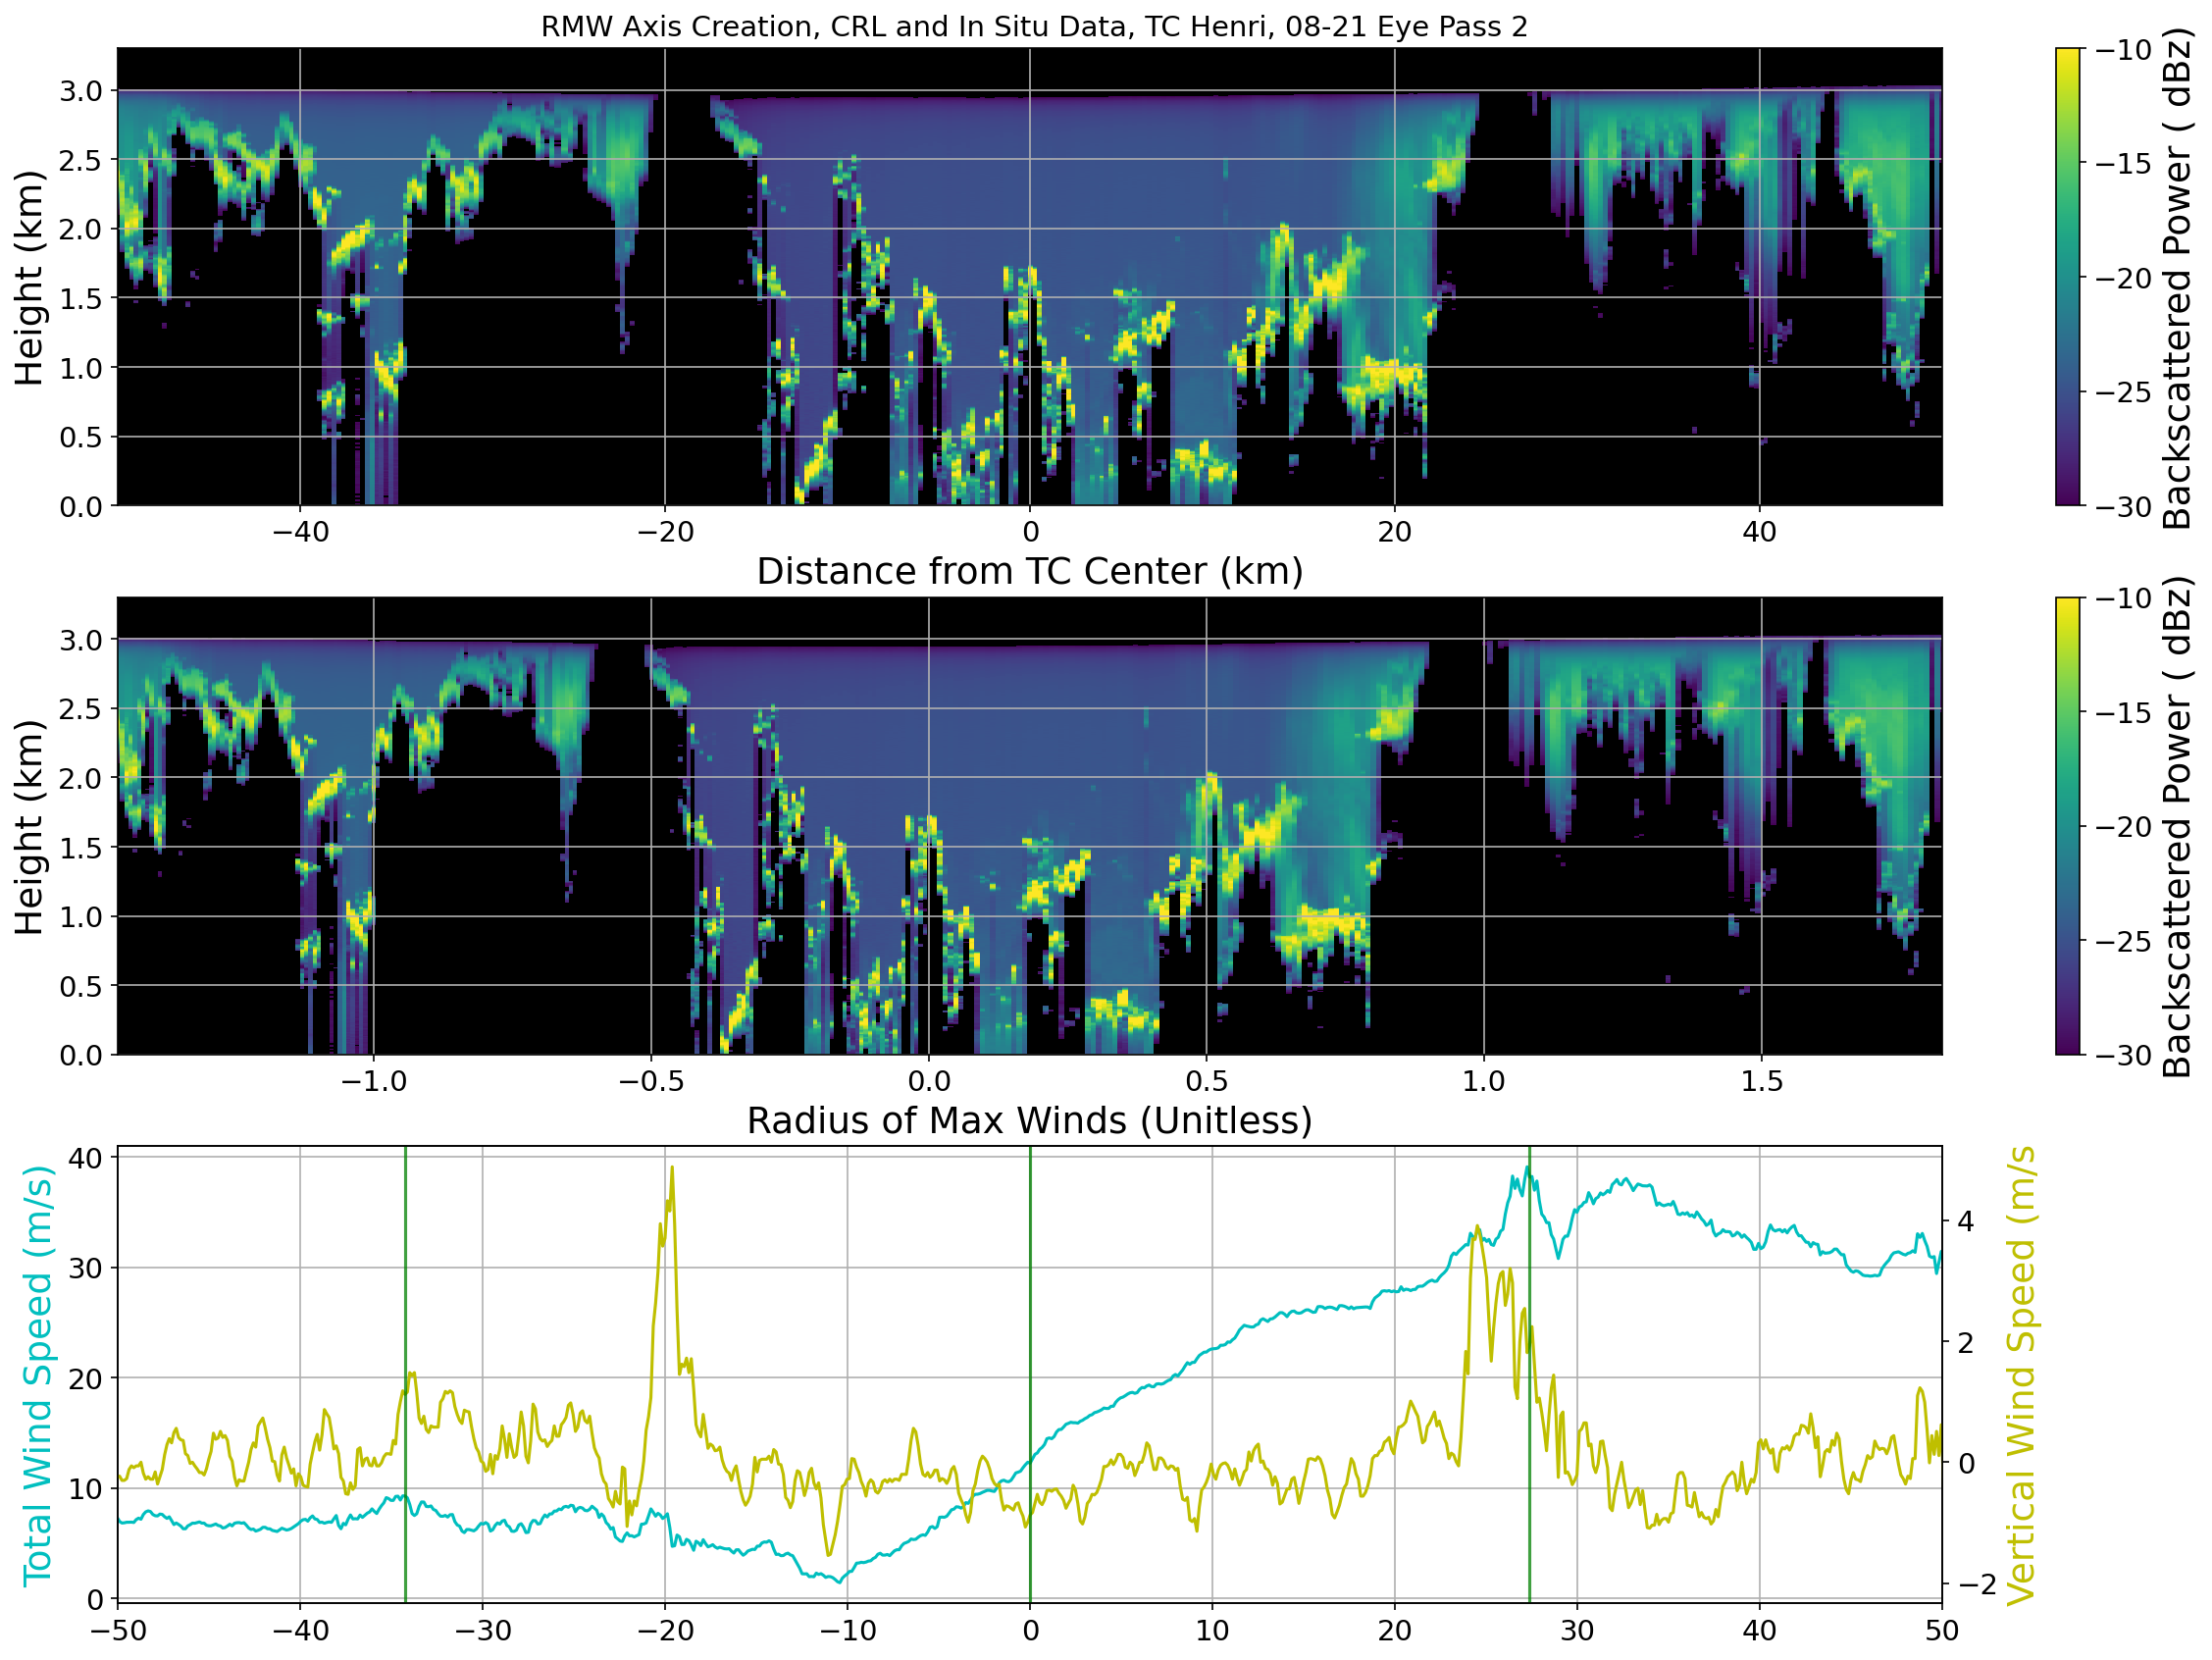 RMW Axis Creation, CRL and In Situ Data, TC Henri, 08-21 Eye Pass 2
Height (km)
3.0
2.5
2.0
1.5
1.0
0.5
0.0
−40 −20 0 20 40
Distance from TC Center (km)
−10
−15
−20
−25
−30
Backscattered Power ( dBz)
Height (km)
3.0
2.5
2.0
1.5
1.0
0.5
0.0
−1.0 −0.5 0.0 0.5 1.0 1.5
Radius of Max Winds (Unitless)
−10
−15
−20
−25
−30
Backscattered Power ( dBz)
Total Wind Speed (m/s)
40
30
20
10
0
−50 −40 −30 −20 −10 0 10 20 30 40 50
4
2
0
−2
Vertical Wind Speed (m/s